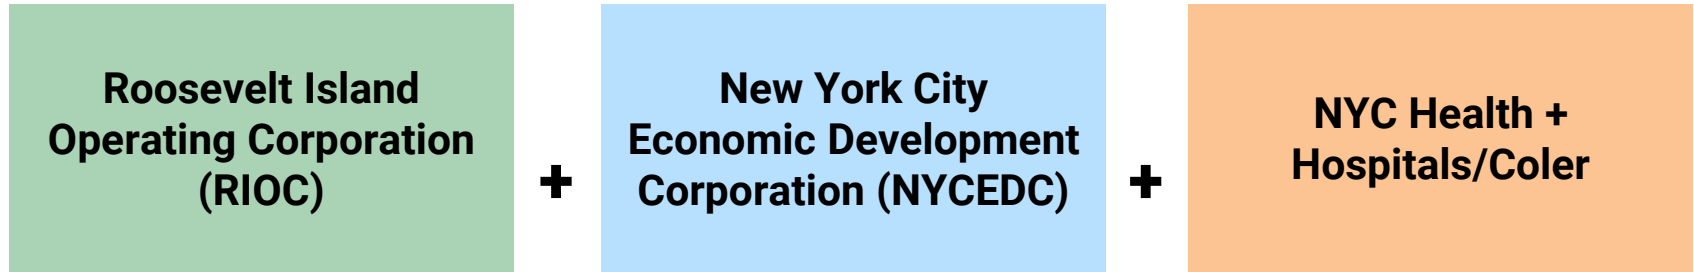 Roosevelt Island
Operating Corporation
(RIOC)
+
New York City
Economic Development
Corporation (NYCEDC)
+
NYC Health +
Hospitals/Coler